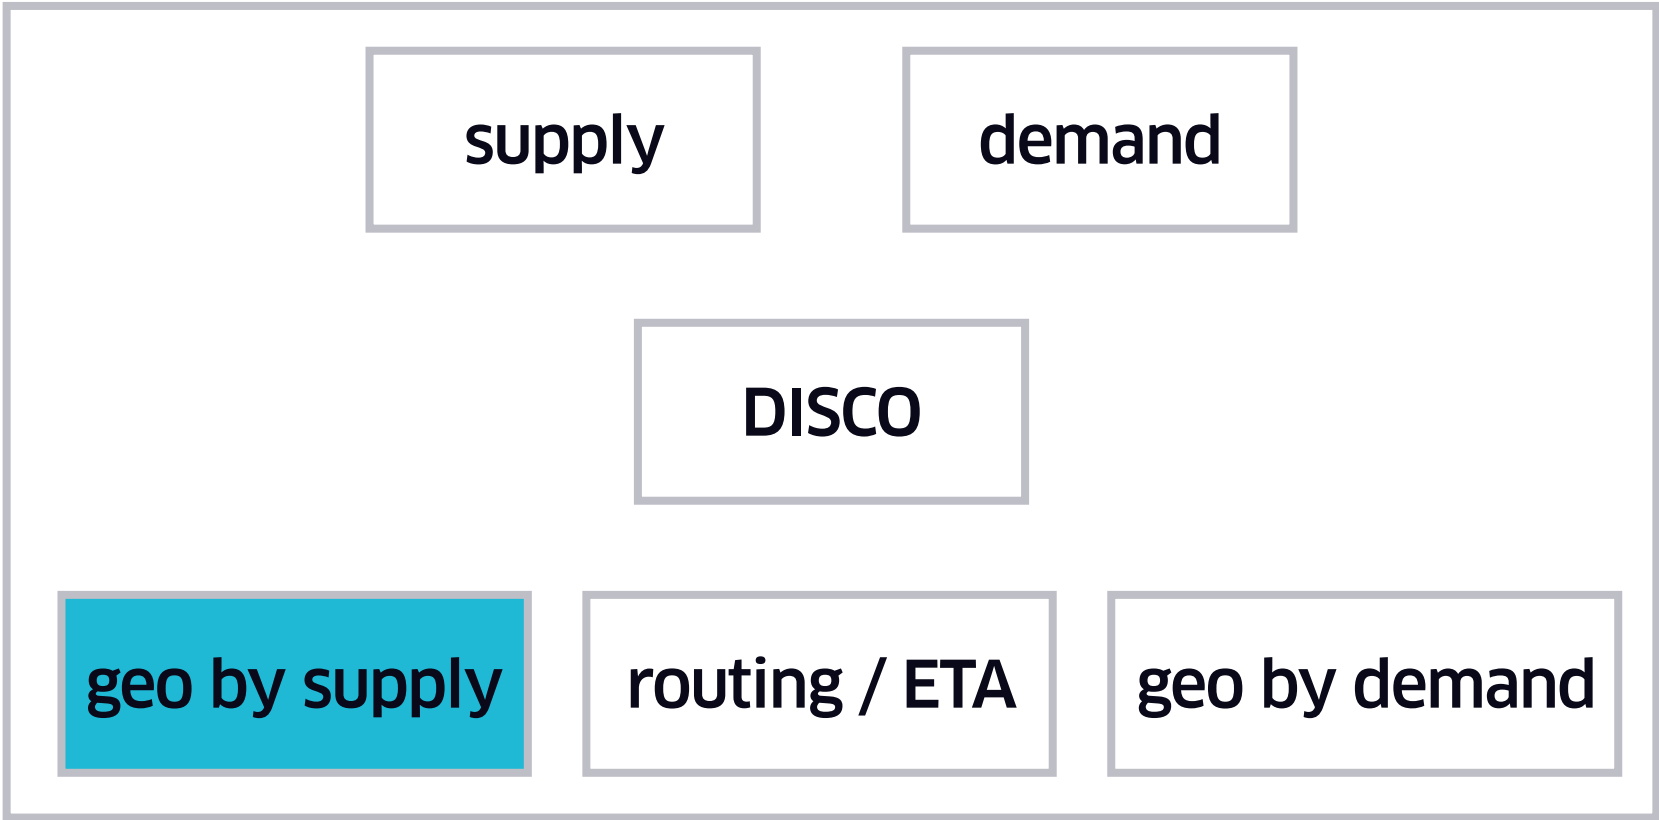 supply
demand
DISCO
geo by supply
routing / ETA
geo by demand